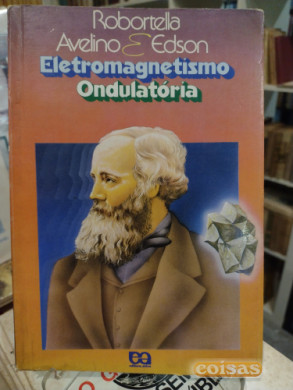 Robortella
Avelino & Edson
Eletromagnetismo
Ondulatória
coisas